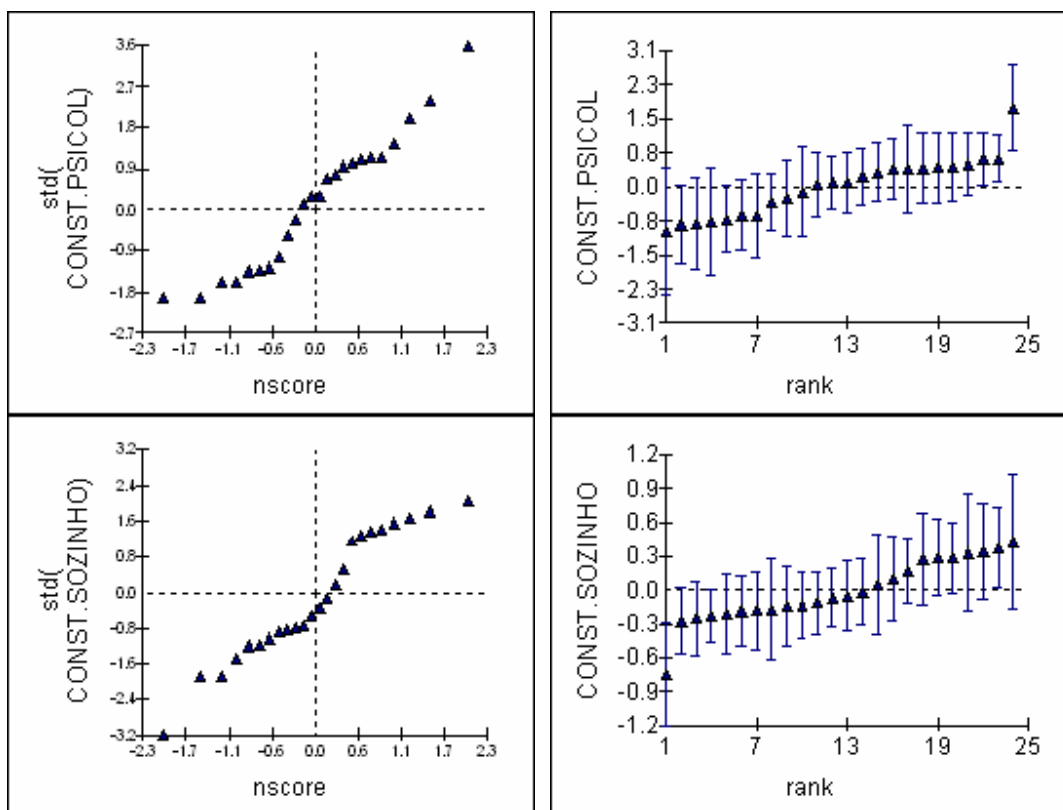 std(
CONST.PSICOL)
3.6
2.7
1.8
0.9
0.0
-0.9
-1.8
-2.7
-2.3 -1.7 -1.1 -0.6 0.0 0.6 1.1 1.7 2.3
nscore
CONST.PSICOL
3.1
2.3
1.5
0.8
0.0
-0.8
-1.5
-2.3
-3.1
1 7 13 19 25
rank
std(
CONST.SOZINHO)
3.2
2.4
1.6
0.8
0.0
-0.8
-1.6
-2.4
-3.2
-2.3 -1.7 -1.1 -0.6 0.0 0.6 1.1 1.7 2.3
nscore
CONST.SOZINHO
1.2
0.9
0.6
0.3
0.0
-0.3
-0.6
-0.9
-1.2
1 7 13 19 25
rank